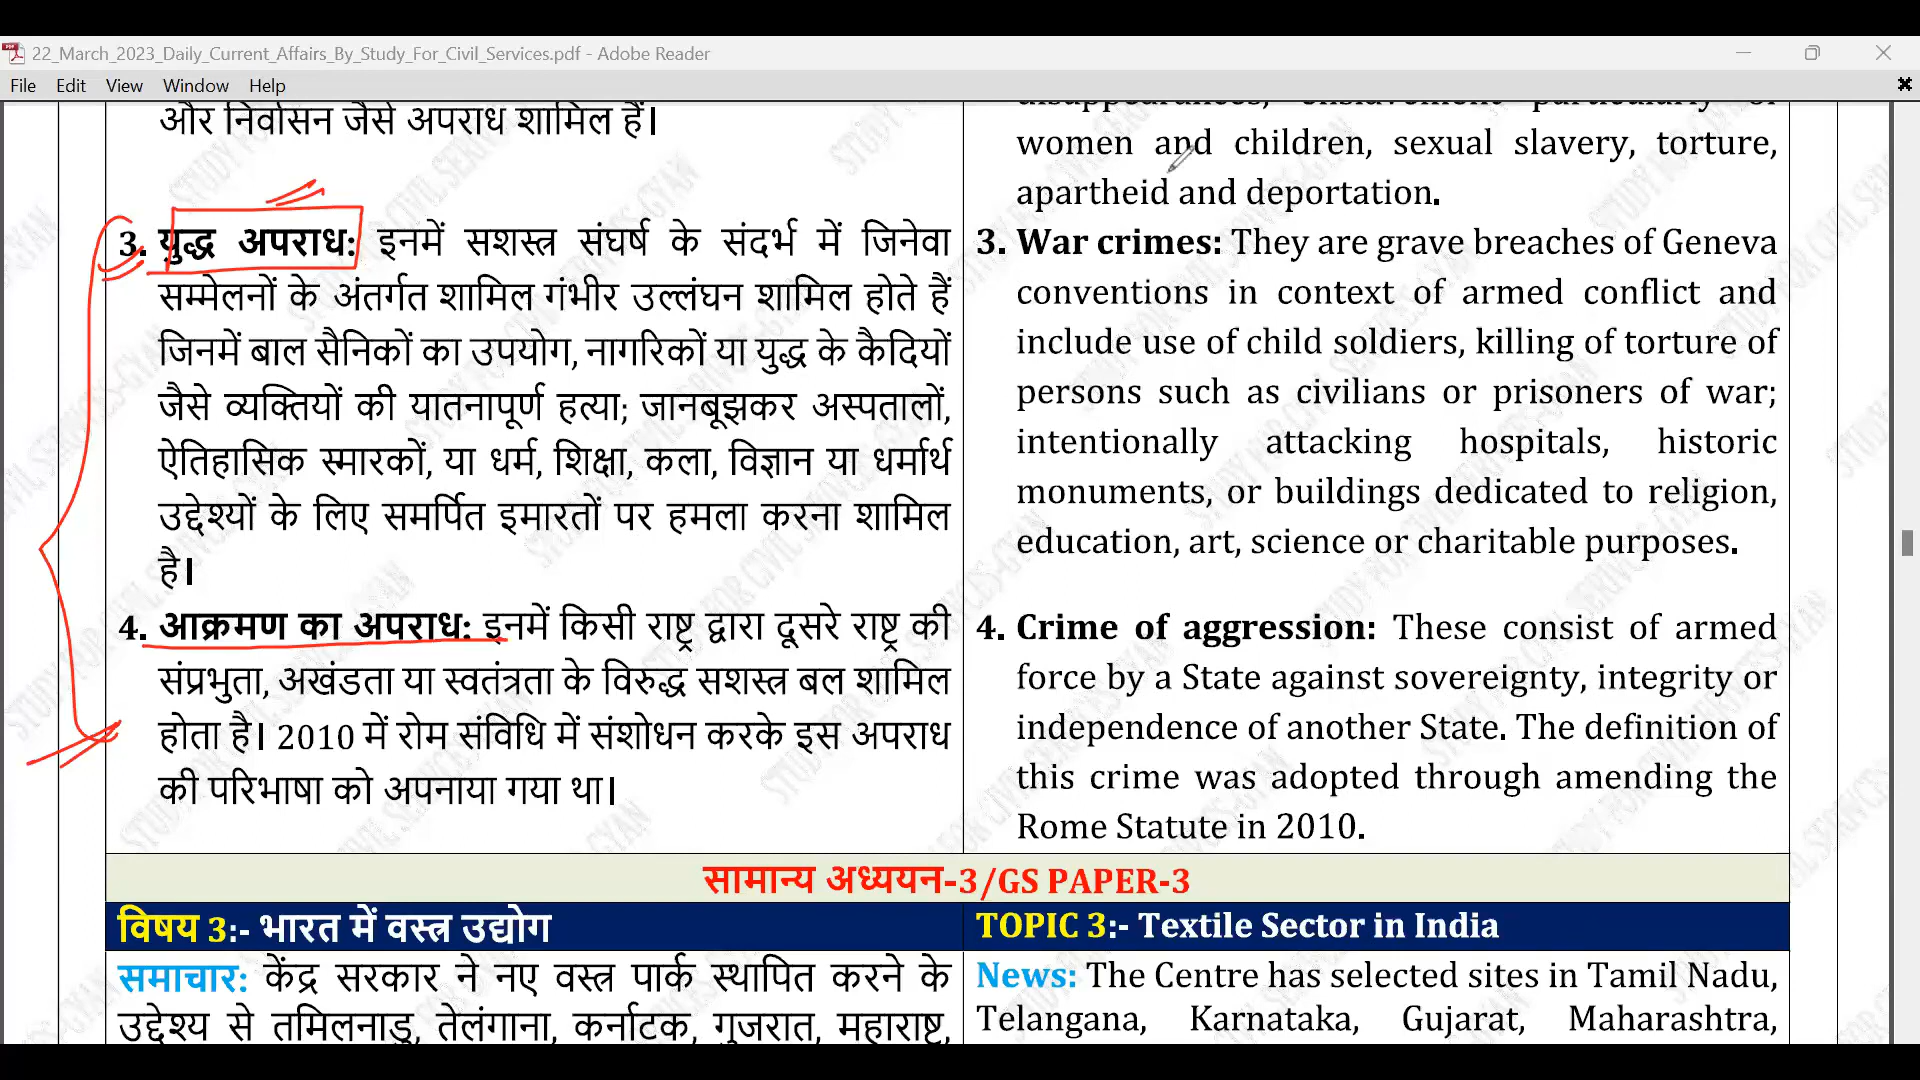 22_March_2023_Daily_Current_Affairs_By_Study_For_Civil_Services.pdf - Adobe Reader
File Edit View Window Help
और निर्वासन जैसे अपराध शामिल हैं।
3. युद्ध अपराध: इनमें सशस्त्र संघर्ष के संदर्भ में जिनेवा
सम्मेलनों के अंतर्गत शामिल गंभीर उल्लंघन शामिल होते हैं
जिनमें बाल सैनिकों का उपयोग, नागरिकों या युद्ध के कैदियों
जैसे व्यक्तियों की यातनापूर्ण हत्या; जानबूझकर अस्पतालों,
ऐतिहासिक स्मारकों, या धर्म, शिक्षा, कला, विज्ञान या धर्मार्थ
उद्देश्यों के लिए समर्पित इमारतों पर हमला करना शामिल
है।
4. आक्रमण का अपराध: इनमें किसी राष्ट्र द्वारा दूसरे राष्ट्र की
संप्रभुता, अखंडता या स्वतंत्रता के विरुद्ध सशस्त्र बल शामिल
होता है। 2010 में रोम संविधि में संशोधन करके इस अपराध
की परिभाषा को अपनाया गया था।
disappearances, enslavement particularly of
women and children, sexual slavery, torture,
apartheid and deportation.
3. War crimes: They are grave breaches of Geneva
conventions in context of armed conflict and
include use of child soldiers, killing of torture of
persons such as civilians or prisoners of war;
intentionally attacking hospitals, historic
monuments, or buildings dedicated to religion,
education, art, science or charitable purposes.
4. Crime of aggression: These consist of armed
force by a State against sovereignty, integrity or
independence of another State. The definition of
this crime was adopted through amending the
Rome Statute in 2010.
सामान्य अध्ययन-3/GS PAPER-3
विषय 3:- भारत में वस्त्र उद्योग
समाचार: केंद्र सरकार ने नए वस्त्र पार्क स्थापित करने के
उद्देश्य से तमिलनाडु, तेलंगाना, कर्नाटक, गुजरात, महाराष्ट्र,
TOPIC 3:- Textile Sector in India
News: The Centre has selected sites in Tamil Nadu,
Telangana, Karnataka, Gujarat, Maharashtra,